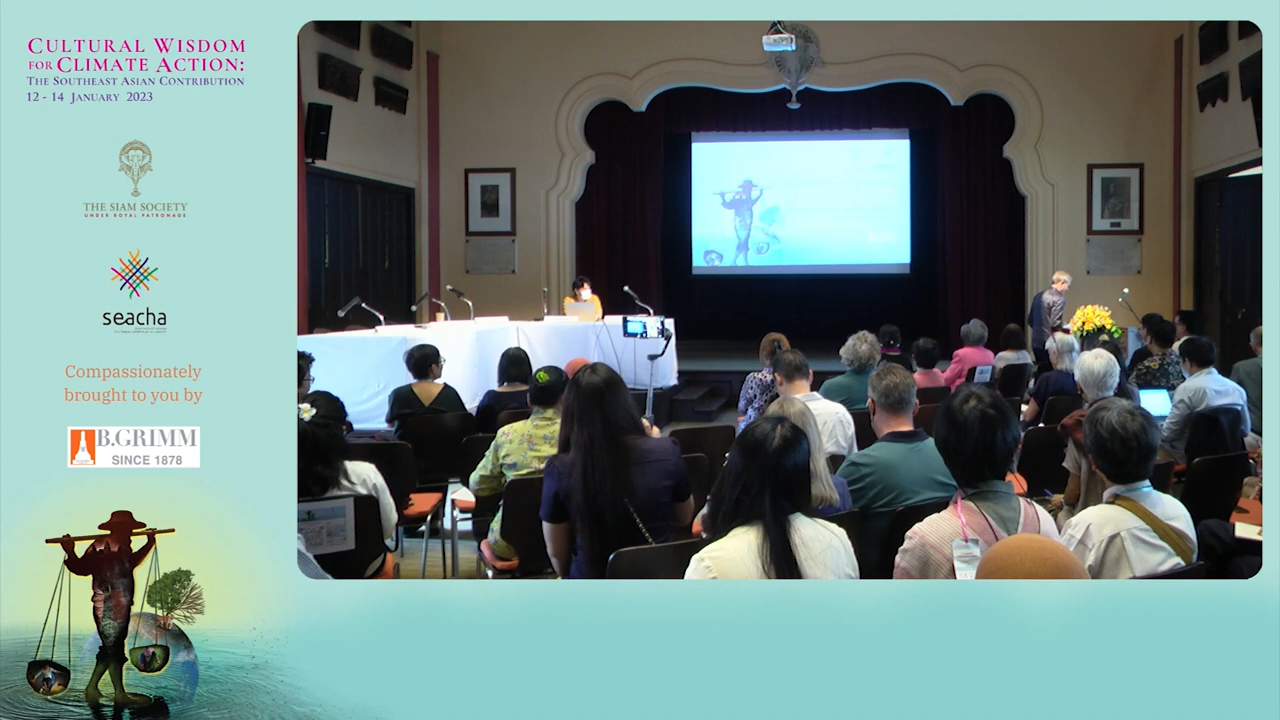 CULTURAL WISDOM
FOR CLIMATE ACTION:
THE SOUTHEAST ASIAN CONTRIBUTION
12 - 14 JANUARY 2023
THE SIAM SOCIETY
UNDER ROYAL PATRONAGE
seacha
Compassionately
brought to you by
B.GRIMM
SINCE 1878